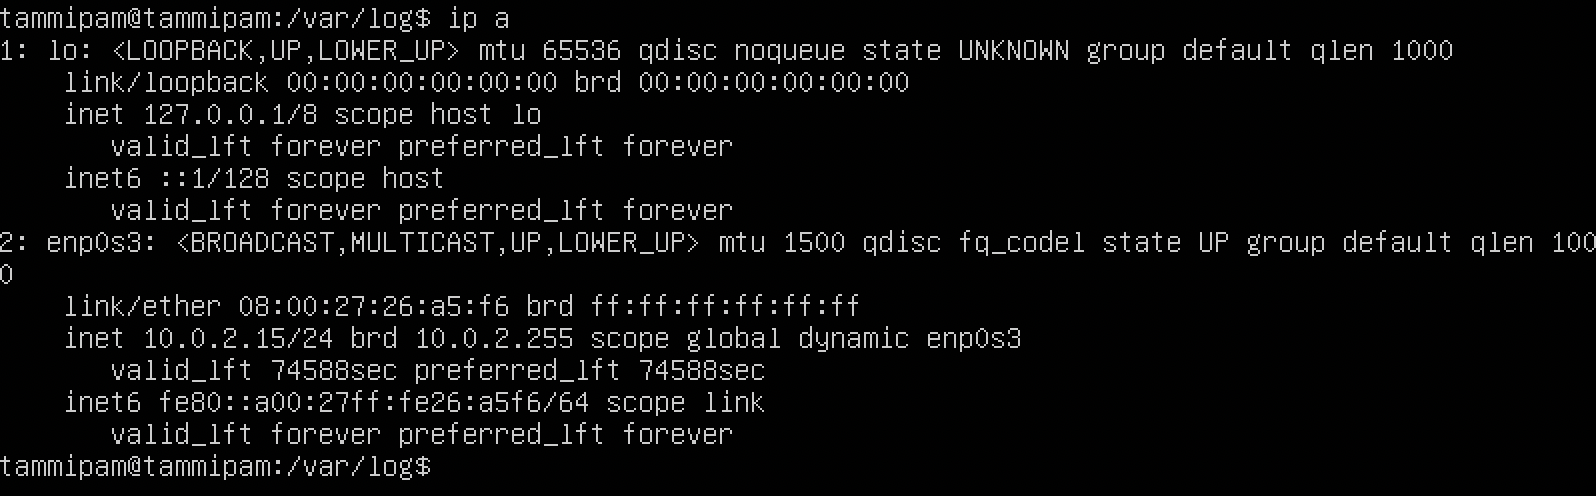 tammipam@tammipam:/var/log$ ip a
1: lo: <LOOPBACK,UP,LOWER_UP> mtu 65536 qdisc noqueue state UNKNOWN group default qlen 1000
    link/loopback 00:00:00:00:00:00 brd 00:00:00:00:00:00
    inet 127.0.0.1/8 scope host lo
       valid_lft forever preferred_lft forever
    inet6 ::1/128 scope host
       valid_lft forever preferred_lft forever
2: enp0s3: <BROADCAST,MULTICAST,UP,LOWER_UP> mtu 1500 qdisc fq_codel state UP group default qlen 100
0
    link/ether 08:00:27:26:a5:f6 brd ff:ff:ff:ff:ff:ff
    inet 10.0.2.15/24 brd 10.0.2.255 scope global dynamic enp0s3
       valid_lft 74588sec preferred_lft 74588sec
    inet6 fe80::a00:27ff:fe26:a5f6/64 scope link
       valid_lft forever preferred_lft forever
tammipam@tammipam:/var/log$